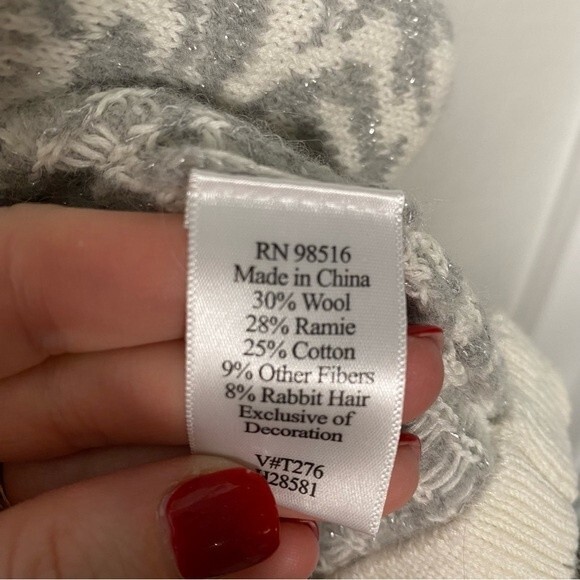 RN 98516
Made in China
30% Wool
28% Ramie
25% Cotton
9% Other Fibers
8% Rabbit Hair
Exclusive of
Decoration
V#T276
H28581